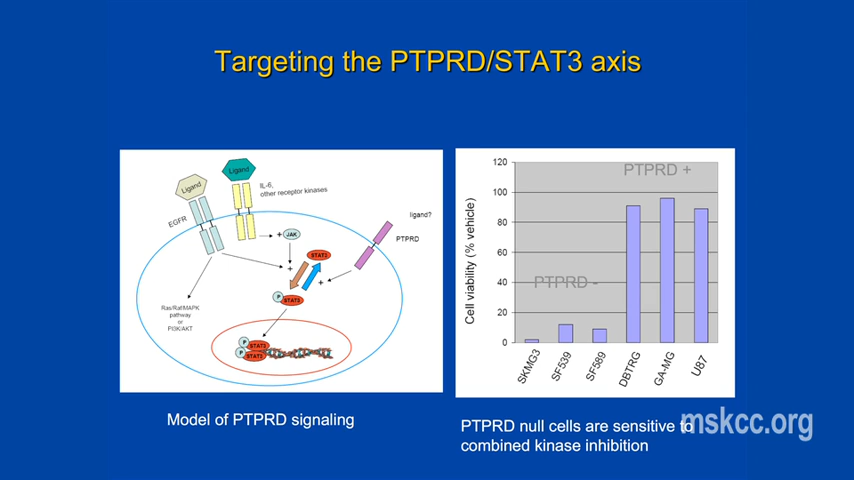 Targeting the PTPRD/STAT3 axis
Ligand
Ligand
IL-6,
other receptor kinases
EGFR
ligand?
PTPRD
+
JAK
STAT3
+
+
P
STAT3
Ras/Raf/MAPK
pathway
or
PI3K/AKT
P
STAT3
P
STAT3
Model of PTPRD signaling
Cell viability (% vehicle)
120
100
80
60
40
20
0
PTPRD +
PTPRD -
SKMG3
SF539
SF589
DBTRG
GA-MG
U87
PTPRD null cells are sensitive to
combined kinase inhibition
mskcc.org